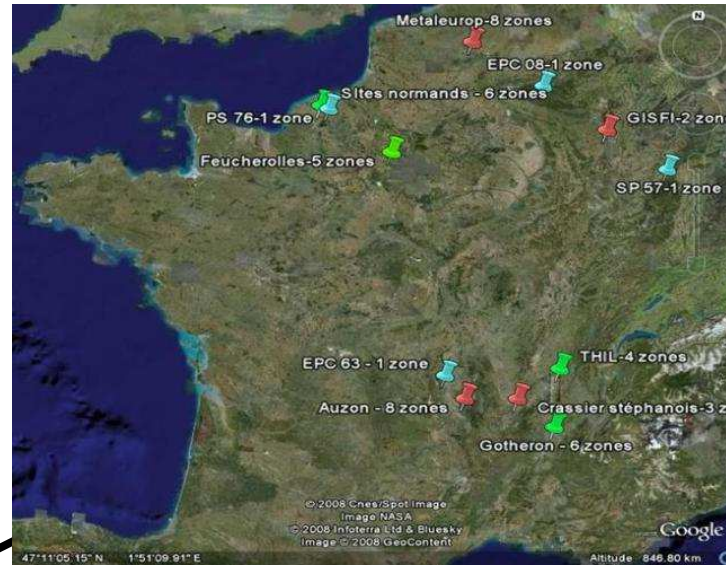 N
Metaleurop-8 zones
EPC 08-1 zone
Sites normands - 6 zones
PS 76-1 zone
GISFI-2 zon
Feucherolles-5 zones
SP 57-1 zone
EPC 63 - 1 zone
THIL-4 zones
Auzon - 8 zones
Crassier stéphanois-3 z
Gotheron - 6 zones
© 2008 Cnes/Spot Image
Image NASA
© 2008 Infoterra Ltd & Bluesky
Image © 2008 GeoContent
Google
47°11'05.15" N 1°51'09.91" E
Altitude 846.80 km